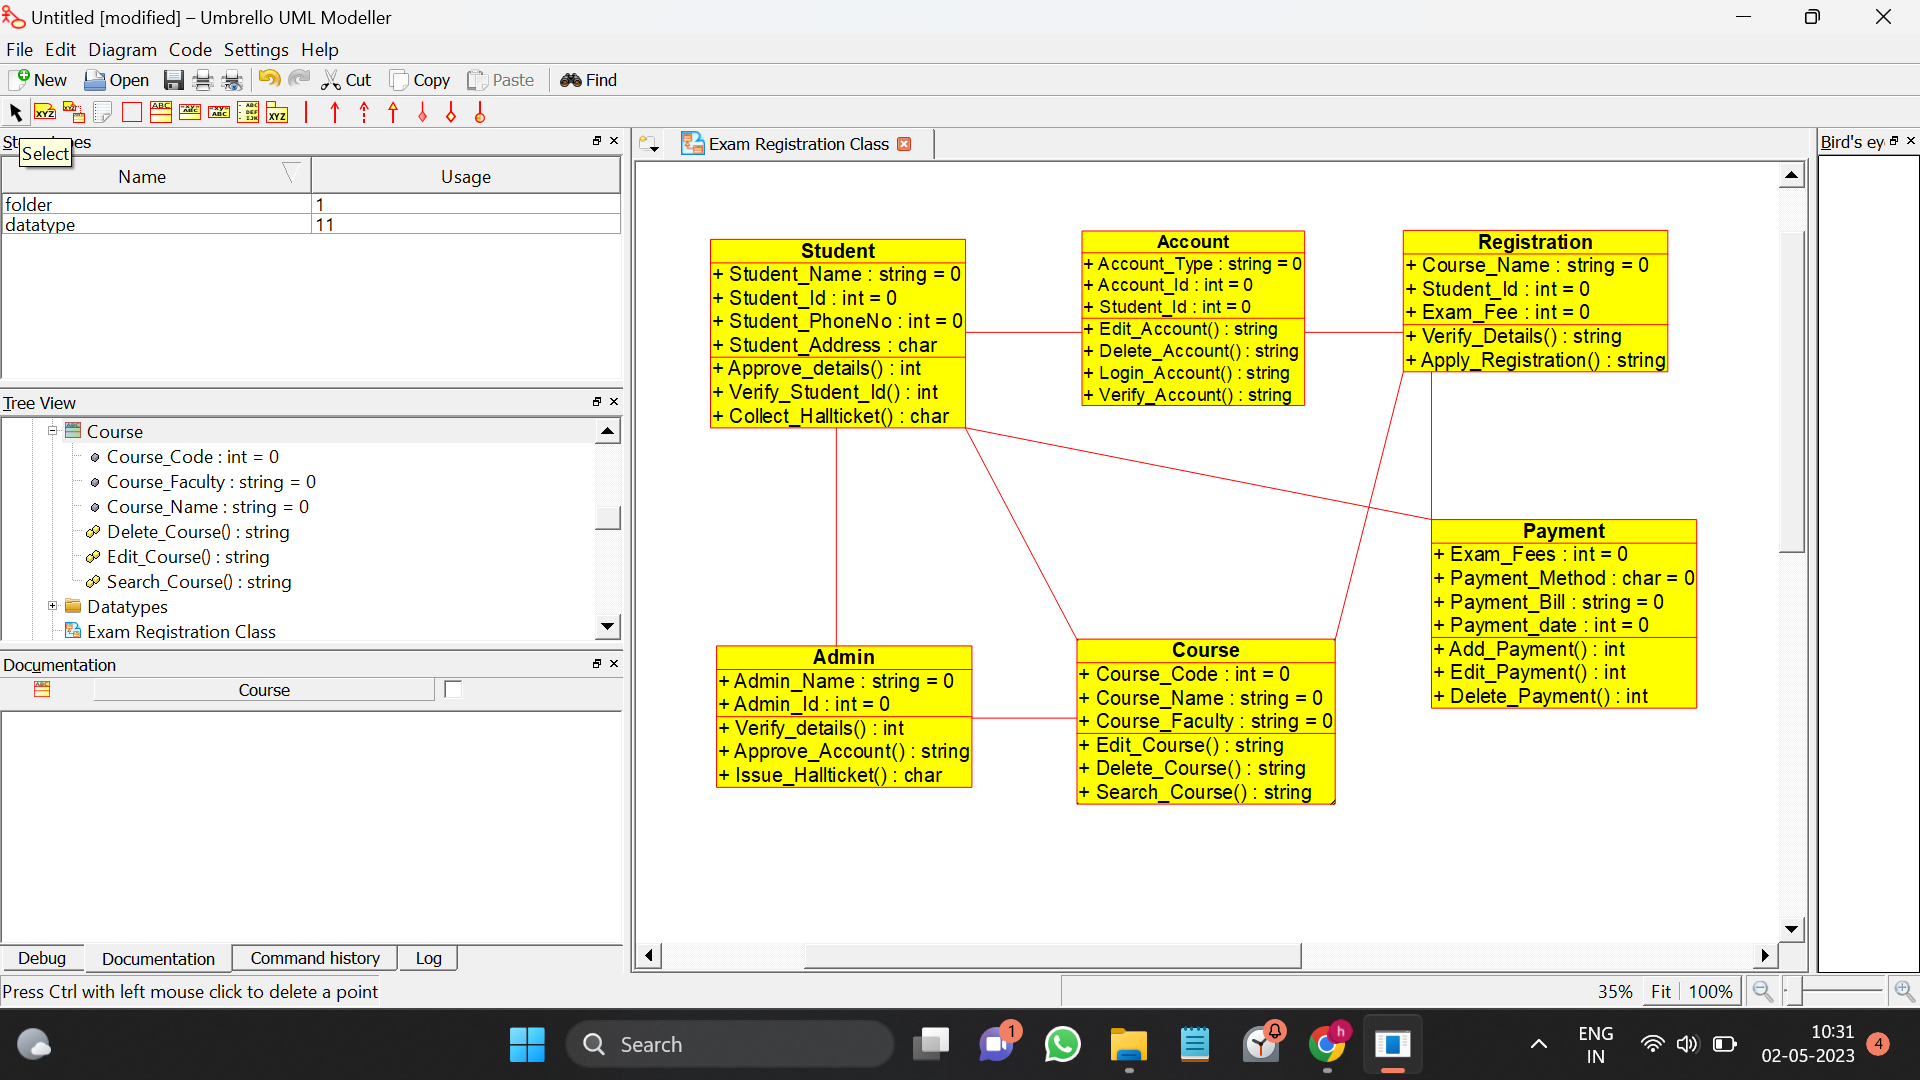 Untitled [modified] – Umbrello UML Modeller
File Edit Diagram Code Settings Help
New Open Cut Copy Paste Find
Select
Name Usage
folder 1
datatype 11
Tree View
Course
Course_Code : int = 0
Course_Faculty : string = 0
Course_Name : string = 0
Delete_Course() : string
Edit_Course() : string
Search_Course() : string
Datatypes
Exam Registration Class
Documentation
Course
Debug Documentation Command history Log
Press Ctrl with left mouse click to delete a point
Exam Registration Class
Bird's ey
Student
+ Student_Name : string = 0
+ Student_Id : int = 0
+ Student_PhoneNo : int = 0
+ Student_Address : char
+ Approve_details() : int
+ Verify_Student_Id() : int
+ Collect_Hallticket() : char
Account
+ Account_Type : string = 0
+ Account_Id : int = 0
+ Student_Id : int = 0
+ Edit_Account() : string
+ Delete_Account() : string
+ Login_Account() : string
+ Verify_Account() : string
Registration
+ Course_Name : string = 0
+ Student_Id : int = 0
+ Exam_Fee : int = 0
+ Verify_Details() : string
+ Apply_Registration() : string
Payment
+ Exam_Fees : int = 0
+ Payment_Method : char = 0
+ Payment_Bill : string = 0
+ Payment_date : int = 0
+ Add_Payment() : int
+ Edit_Payment() : int
+ Delete_Payment() : int
Admin
+ Admin_Name : string = 0
+ Admin_Id : int = 0
+ Verify_details() : int
+ Approve_Account() : string
+ Issue_Hallticket() : char
Course
+ Course_Code : int = 0
+ Course_Name : string = 0
+ Course_Faculty : string = 0
+ Edit_Course() : string
+ Delete_Course() : string
+ Search_Course() : string
35% Fit 100%
Search
1
h
ENG
IN
10:31
02-05-2023
4